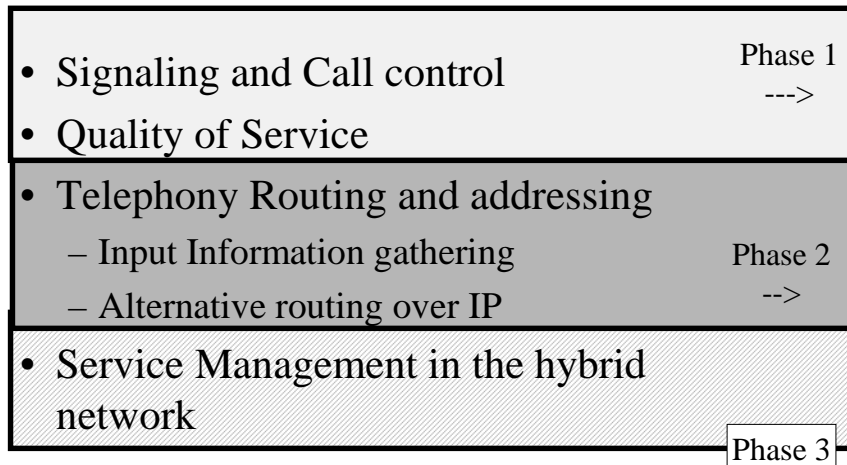 • Signaling and Call control
Phase 1
--->
• Quality of Service
• Telephony Routing and addressing
– Input Information gathering
Phase 2
-->
– Alternative routing over IP
• Service Management in the hybrid
network
Phase 3